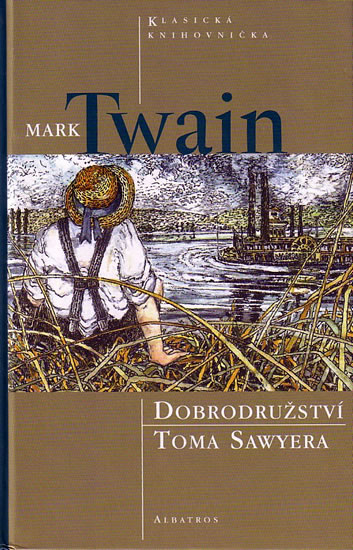 KLASICKÁ
KNIHOVNIČKA
MARK
Twain
DOBRODRUŽSTVÍ
TOMA SAWYERA
ALBATROS